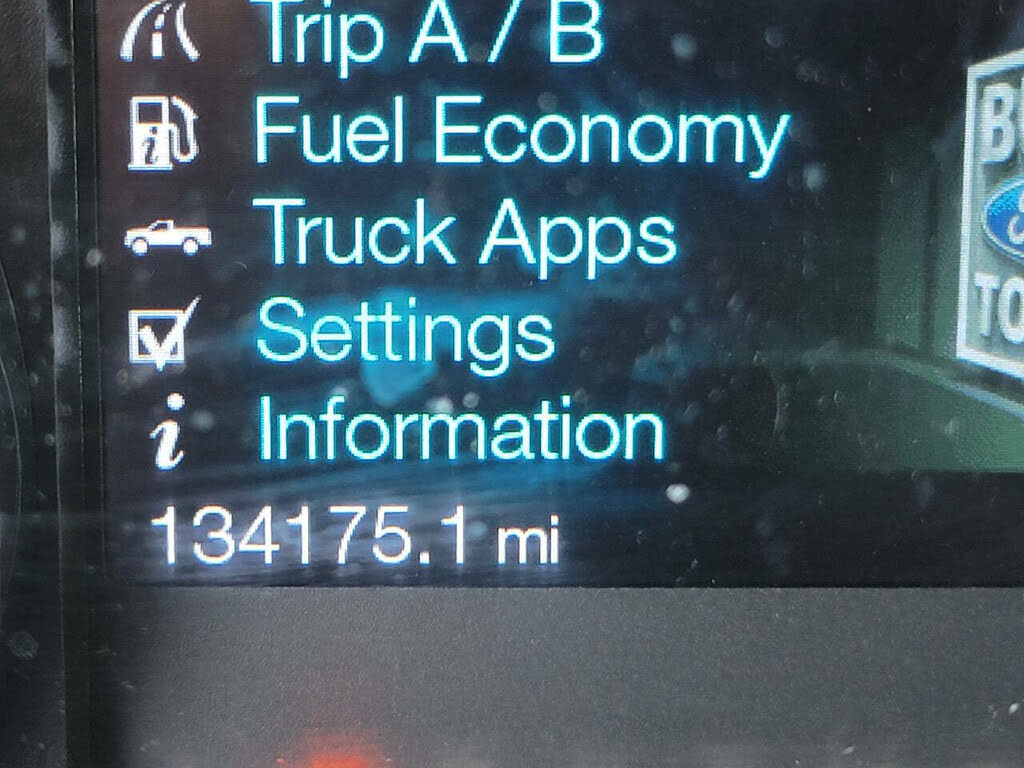 Trip A / B
Fuel Economy
Truck Apps
Settings
Information
134175.1 mi